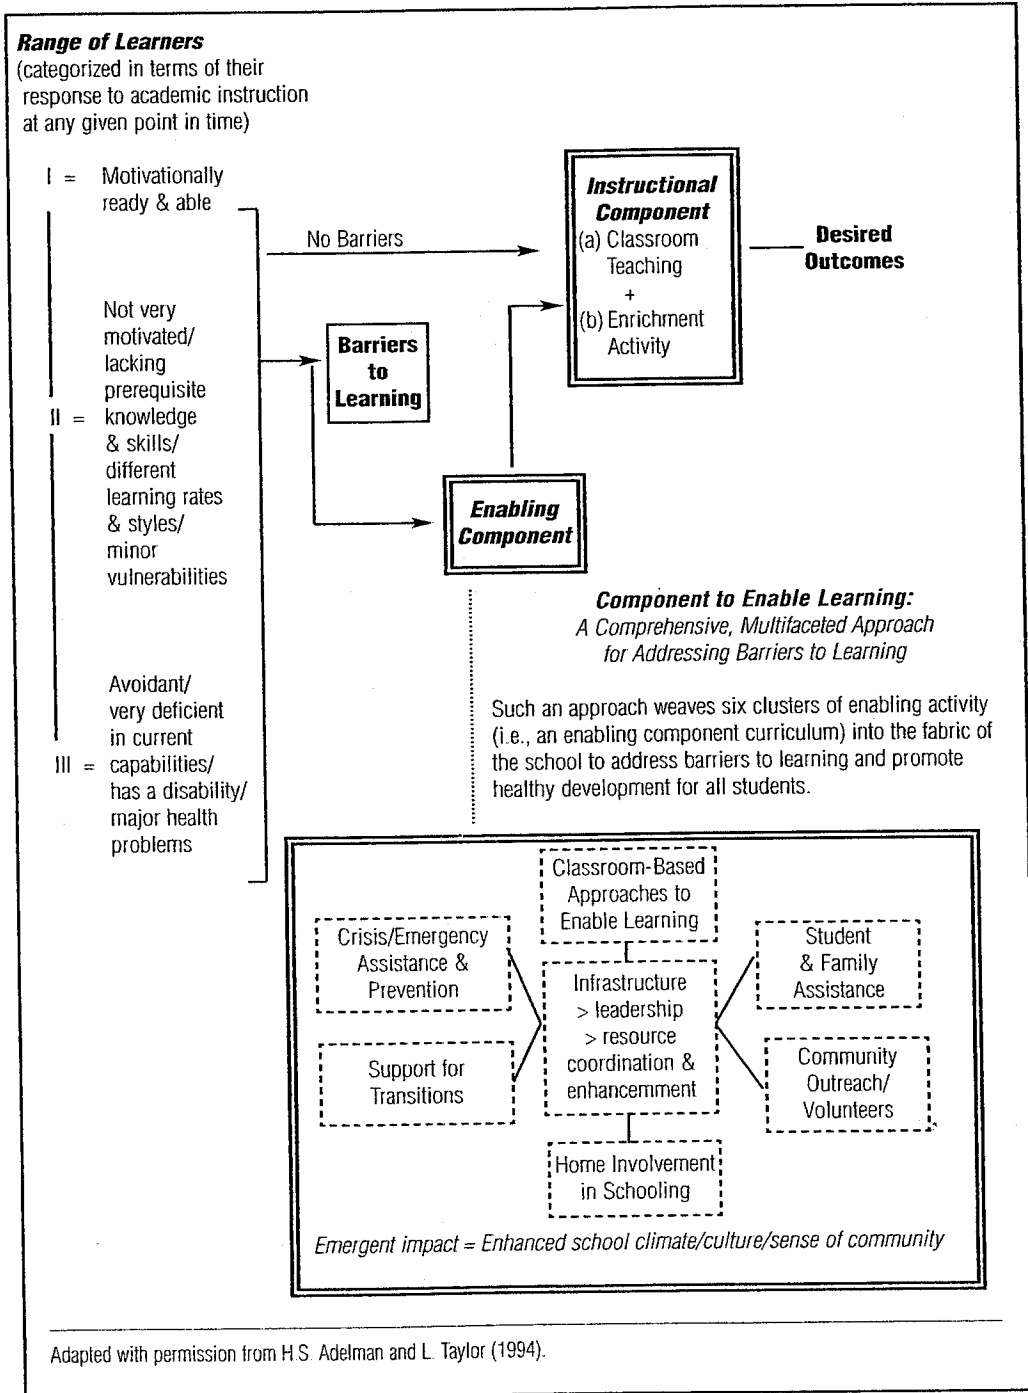 Range of Learners
(categorized in terms of their
response to academic instruction
at any given point in time)
I = Motivationally
ready & able
No Barriers
Not very
motivated/
lacking
prerequisite
II = knowledge
& skills/
different
learning rates
& styles/
minor
vulnerabilities
Avoidant/
very deficient
in current
III = capabilities/
has a disability/
major health
problems
Barriers
to
Learning
Instructional
Component
(a) Classroom
Teaching
+
(b) Enrichment
Activity
Desired
Outcomes
Enabling
Component
Component to Enable Learning:
A Comprehensive, Multifaceted Approach
for Addressing Barriers to Learning
Such an approach weaves six clusters of enabling activity
(i.e., an enabling component curriculum) into the fabric of
the school to address barriers to learning and promote
healthy development for all students.
Classroom-Based
Approaches to
Enable Learning
Crisis/Emergency
Assistance &
Prevention
Support for
Transitions
Infrastructure
> leadership
> resource
coordination &
enhancemment
Student
& Family
Assistance
Community
Outreach/
Volunteers
Home Involvement
in Schooling
Emergent impact = Enhanced school climate/culture/sense of community
Adapted with permission from H.S. Adelman and L. Taylor (1994).